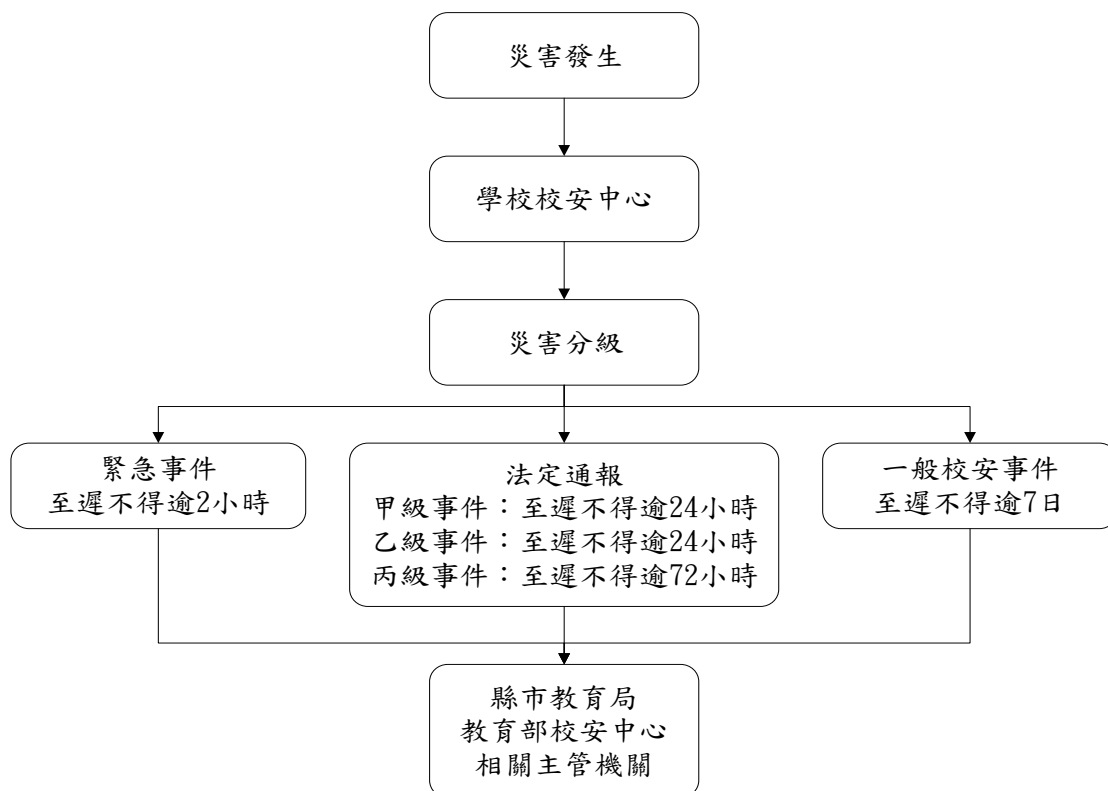 災害發生
學校校安中心
災害分級
緊急事件
至遲不得逾2小時
法定通報
甲級事件：至遲不得逾24小時
乙級事件：至遲不得逾24小時
丙級事件：至遲不得逾72小時
一般校安事件
至遲不得逾7日
縣市教育局
教育部校安中心
相關主管機關